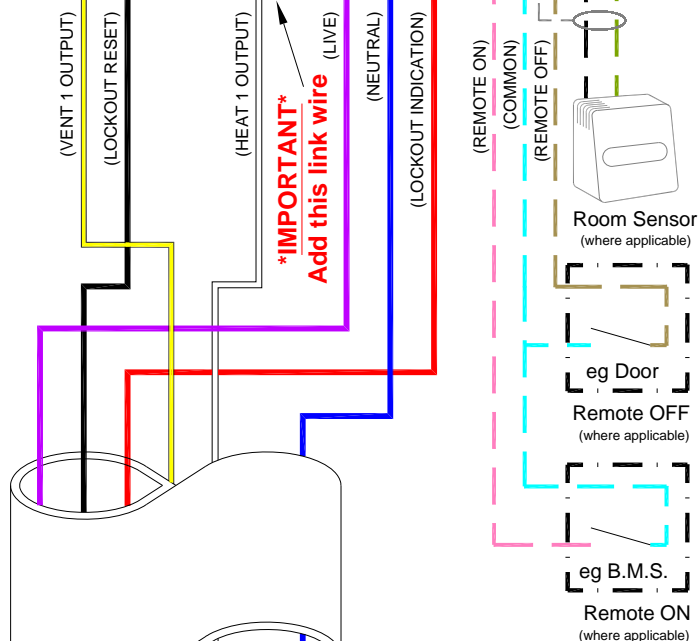 (VENT 1 OUTPUT)
(LOCKOUT RESET)
(HEAT 1 OUTPUT)
*IMPORTANT*
Add this link wire
(LIVE)
(NEUTRAL)
(LOCKOUT INDICATION)
(REMOTE ON)
(COMMON)
(REMOTE OFF)
Room Sensor
(where applicable)
eg Door
Remote OFF
(where applicable)
eg B.M.S.
Remote ON
(where applicable)